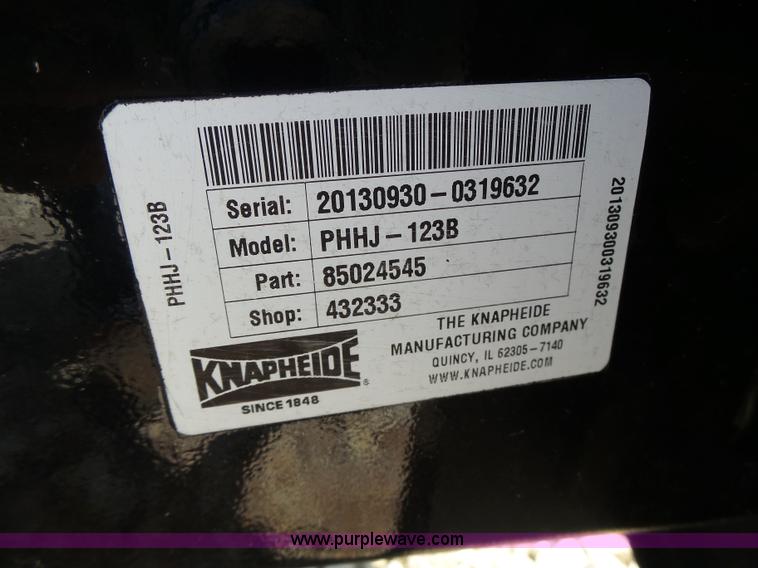 PHHJ-123B
Serial: 20130930-0319632
Model: PHHJ-123B
Part: 85024545
Shop: 432333
201309300319632
KNAPHEIDE®
SINCE 1848
THE KNAPHEIDE
MANUFACTURING COMPANY
QUINCY, IL 62305-7140
WWW.KNAPHEIDE.COM
www.purplewave.com